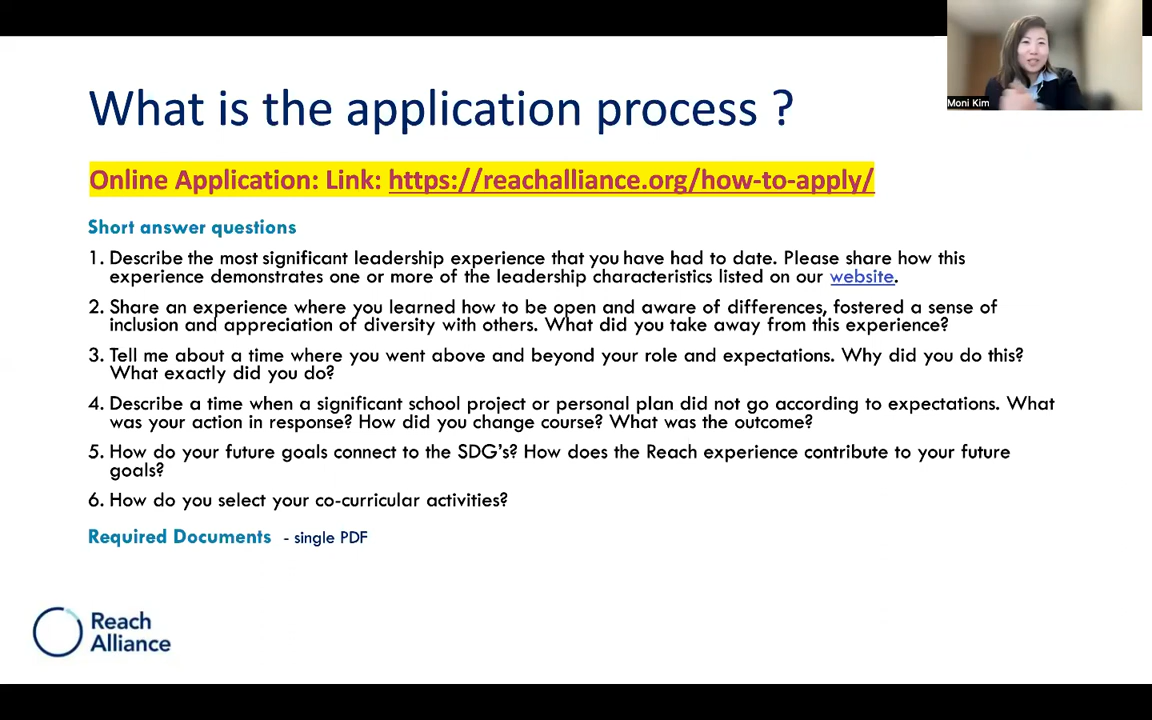 Moni Kim
What is the application process ?
Online Application: Link: https://reachalliance.org/how-to-apply/
Short answer questions
1. Describe the most significant leadership experience that you have had to date. Please share how this
experience demonstrates one or more of the leadership characteristics listed on our website.
2. Share an experience where you learned how to be open and aware of differences, fostered a sense of
inclusion and appreciation of diversity with others. What did you take away from this experience?
3. Tell me about a time where you went above and beyond your role and expectations. Why did you do this?
What exactly did you do?
4. Describe a time when a significant school project or personal plan did not go according to expectations. What
was your action in response? How did you change course? What was the outcome?
5. How do your future goals connect to the SDG's? How does the Reach experience contribute to your future
goals?
6. How do you select your co-curricular activities?
Required Documents - single PDF
Reach
Alliance